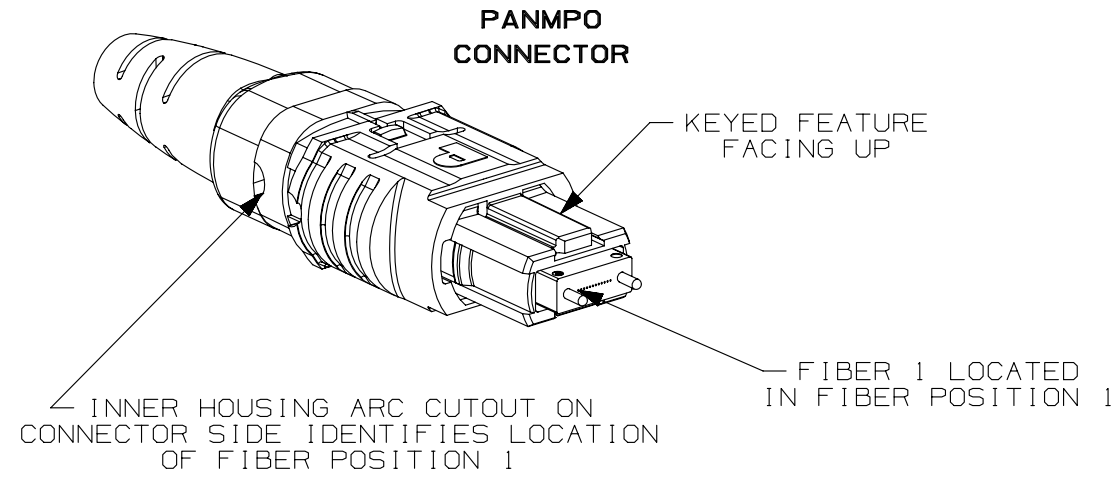 PANMPO
CONNECTOR
KEYED FEATURE
FACING UP
FIBER 1 LOCATED
IN FIBER POSITION 1
INNER HOUSING ARC CUTOUT ON
CONNECTOR SIDE IDENTIFIES LOCATION
OF FIBER POSITION 1